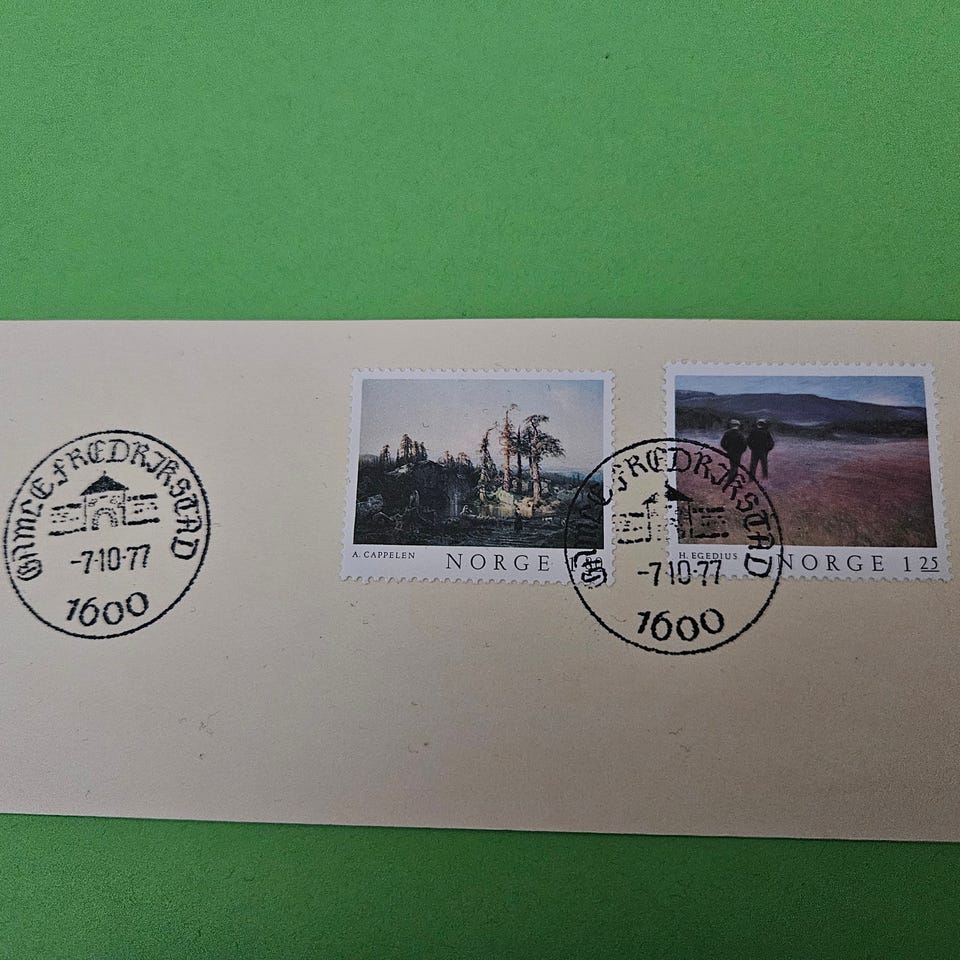 GAMLE FREDRIKSTAD
-7·10·77
1600
A. CAPPELEN
NORGE
H. EGEDIUS
NORGE 1 25
GAMLE FREDRIKSTAD
-7·10·77
1600